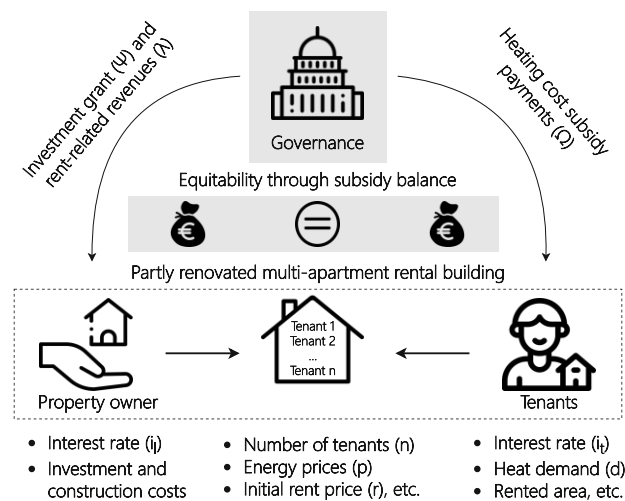 Investment grant (Ψ) and
rent-related revenues (λ)
Heating cost subsidy
payments (Ω)
Governance
Equitability through subsidy balance
€ = €
Partly renovated multi-apartment rental building
Tenant 1
Tenant 2
...
Tenant n
Property owner
Tenants
• Interest rate (iₗ)
• Investment and
construction costs
• Number of tenants (n)
• Energy prices (p)
• Initial rent price (r), etc.
• Interest rate (iₜ)
• Heat demand (d)
• Rented area, etc.